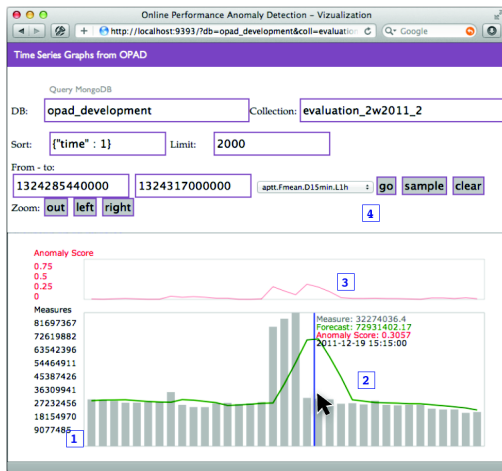 Online Performance Anomaly Detection – Vizualization
http://localhost:9393/?db=opad_development&coll=evaluation
Google
Time Series Graphs from OPAD
Query MongoDB
DB: opad_development Collection: evaluation_2w2011_2
Sort: {"time" : 1} Limit: 2000
From - to:
1324285440000 1324317000000 aptt.Fmean.D15min.L1h go sample clear
Zoom: out left right
4
Anomaly Score
0.75
0.5
0.25
0
3
Measures
81697367
72619882
63542396
54464911
45387426
36309941
27232456
18154970
9077485
Measure: 32274036.4
Forecast: 72931402.17
Anomaly Score: 0.3057
2011-12-19 15:15:00
2
1